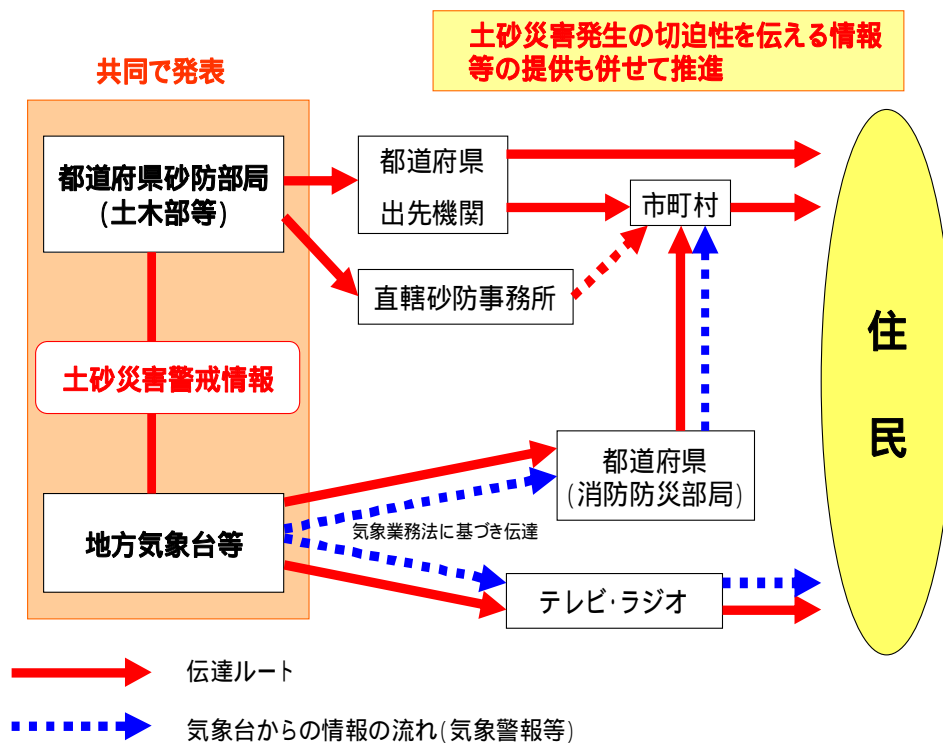 土砂災害発生の切迫性を伝える情報
等の提供も併せて推進
共同で発表
都道府県砂防部局
(土木部等)
都道府県
出先機関
市町村
直轄砂防事務所
土砂災害警戒情報
住
民
都道府県
(消防防災部局)
気象業務法に基づき伝達
地方気象台等
テレビ・ラジオ
伝達ルート
気象台からの情報の流れ(気象警報等)